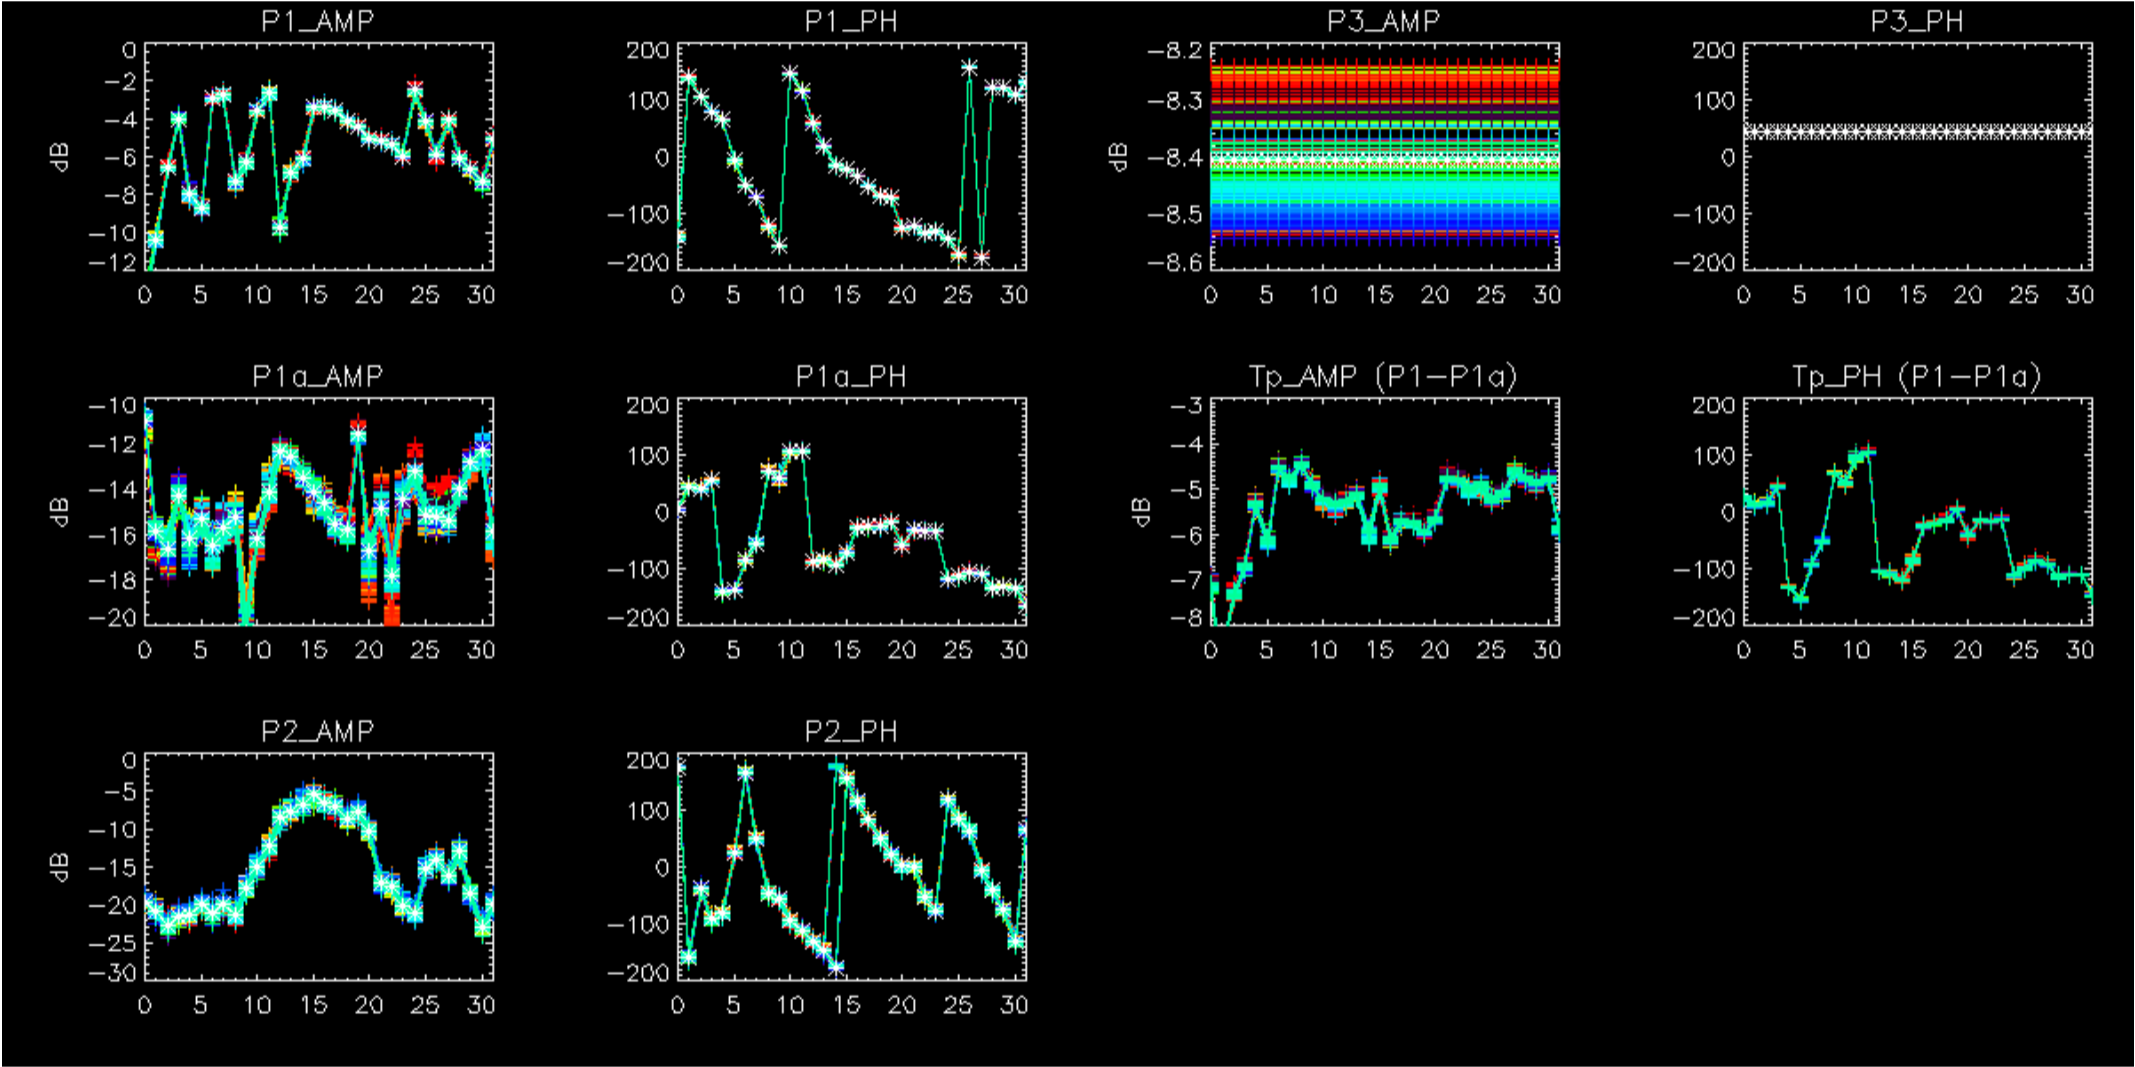 P1_AMP
dB
0
−2
−4
−6
−8
−10
−12
0 5 10 15 20 25 30
P1_PH
200
100
0
−100
−200
0 5 10 15 20 25 30
P3_AMP
dB
−8.2
−8.3
−8.4
−8.5
−8.6
0 5 10 15 20 25 30
P3_PH
200
100
0
−100
−200
0 5 10 15 20 25 30
P1a_AMP
dB
−10
−12
−14
−16
−18
−20
0 5 10 15 20 25 30
P1a_PH
200
100
0
−100
−200
0 5 10 15 20 25 30
Tp_AMP (P1−P1a)
dB
−3
−4
−5
−6
−7
−8
0 5 10 15 20 25 30
Tp_PH (P1−P1a)
200
100
0
−100
−200
0 5 10 15 20 25 30
P2_AMP
dB
0
−5
−10
−15
−20
−25
−30
0 5 10 15 20 25 30
P2_PH
200
100
0
−100
−200
0 5 10 15 20 25 30